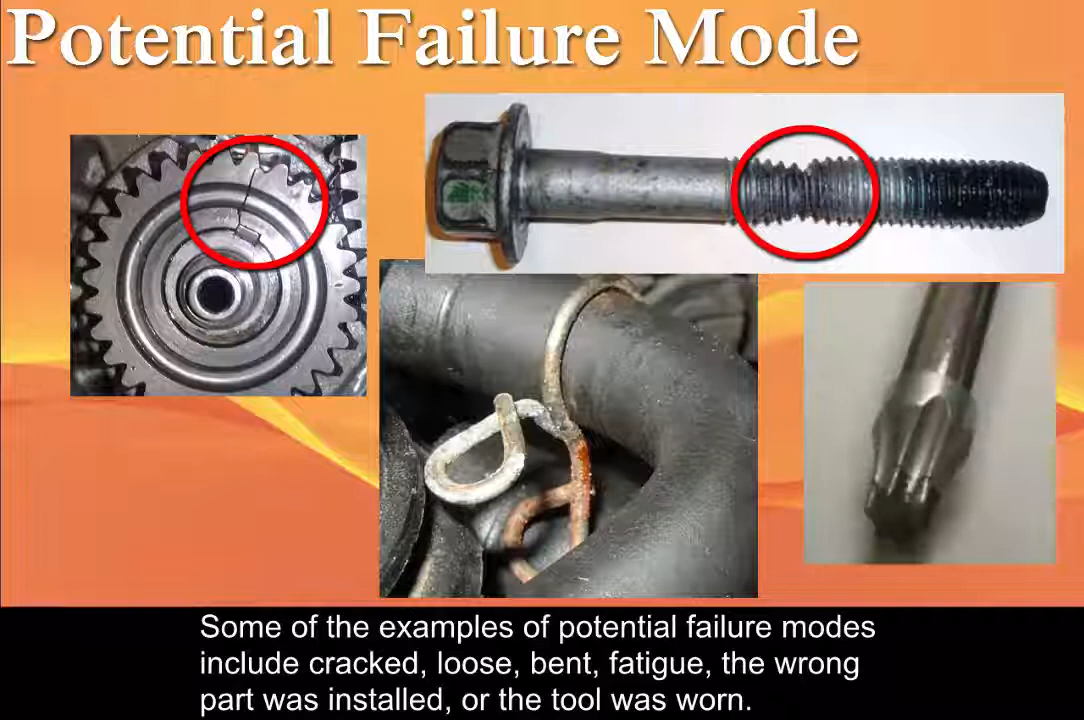 Potential Failure Mode
Some of the examples of potential failure modes
include cracked, loose, bent, fatigue, the wrong
part was installed, or the tool was worn.